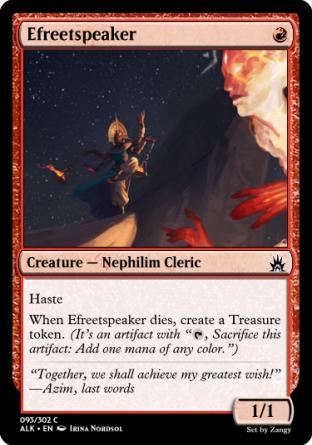 Efreetspeaker
Creature — Nephilim Cleric
Haste
When Efreetspeaker dies, create a Treasure
token. (It's an artifact with “, Sacrifice this
artifact: Add one mana of any color.”)
“Together, we shall achieve my greatest wish!”
—Azim, last words
1/1
093/302 C
ALK • EN Irina Nordsol
Set by Zangy